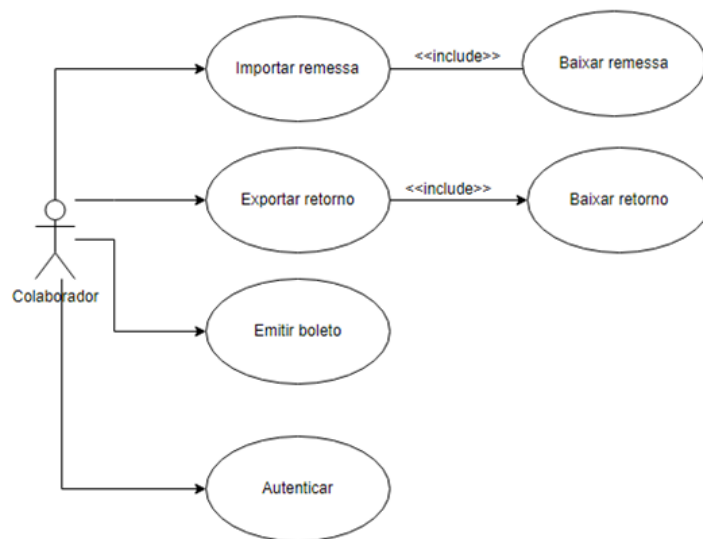 Importar remessa
<<include>>
Baixar remessa
Exportar retorno
<<include>>
Baixar retorno
Colaborador
Emitir boleto
Autenticar